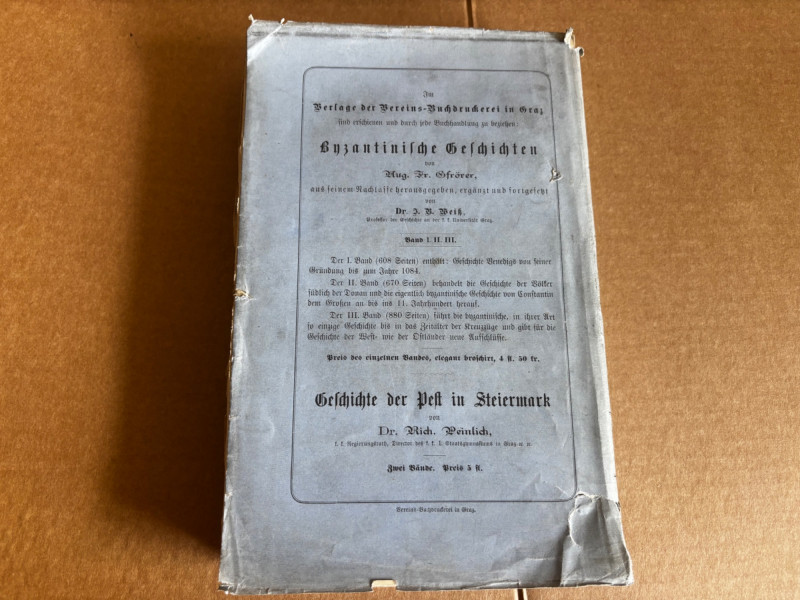 Im
Verlage der Vereins-Buchdruckerei in Graz
sind erschienen und durch jede Buchhandlung zu beziehen:
Byzantinische Geschichten
von
Aug. Fr. Gfrörer,
aus seinem Nachlasse herausgegeben, ergänzt und fortgesetzt
von
Dr. J. B. Weiß,
Professor der Geschichte an der k. k. Universität Graz.
Band I. II. III.
Der I. Band (608 Seiten) enthält: Geschichte Venedigs von seiner
Gründung bis zum Jahre 1084.
Der II. Band (670 Seiten) behandelt die Geschichte der Völker
südlich der Donau und die eigentlich byzantinische Geschichte von Constantin
dem Großen an bis ins 11. Jahrhundert herauf.
Der III. Band (880 Seiten) führt die byzantinische, in ihrer Art
so einzige Geschichte bis in das Zeitalter der Kreuzzüge und gibt für die
Geschichte der West- wie der Ostländer neue Aufschlüsse.
Preis des einzelnen Bandes, elegant broschirt, 4 fl. 50 kr.
Geschichte der Pest in Steiermark
von
Dr. Rich. Peinlich,
k. k. Regierungsrath, Director des k. k. I. Staatsgymnasiums in Graz
Zwei Bände. Preis 5 fl.
Vereins-Buchdruckerei in Graz.